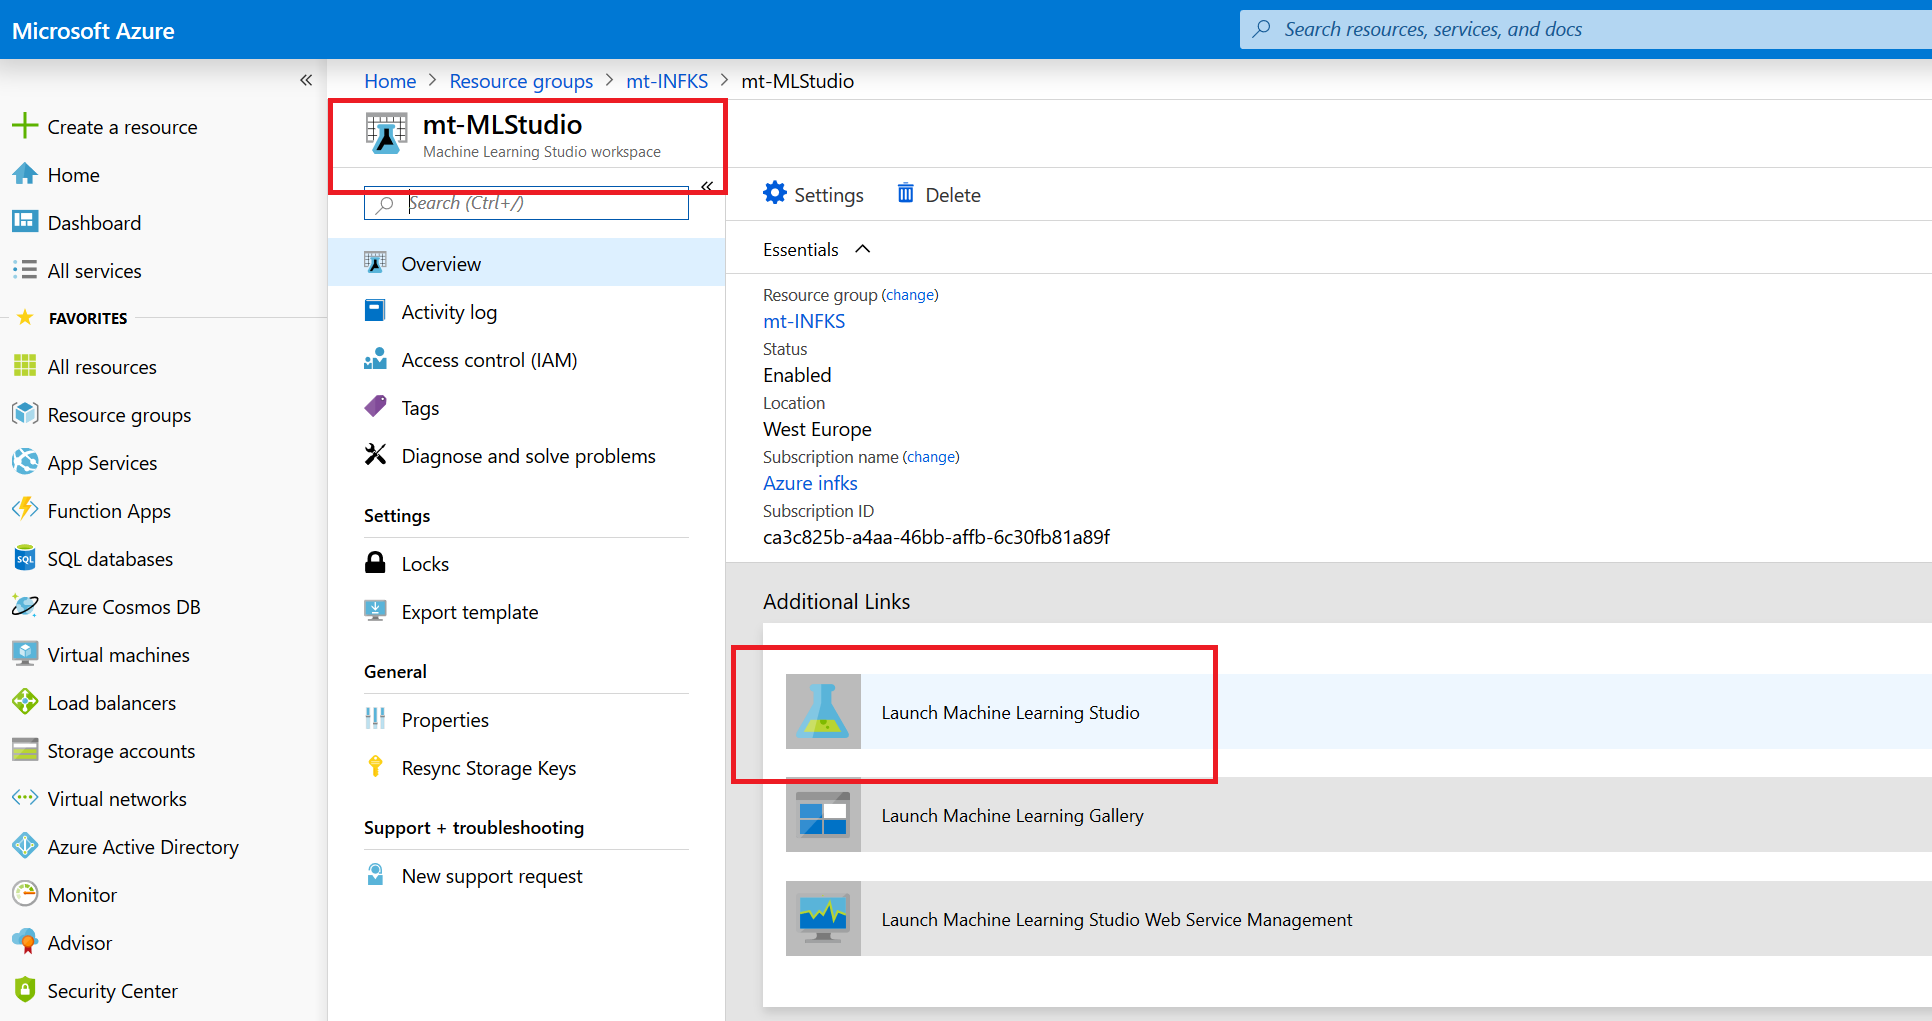 Microsoft Azure
Search resources, services, and docs
Home > Resource groups > mt-INFKS > mt-MLStudio
mt-MLStudio
Machine Learning Studio workspace
Create a resource
Home
Dashboard
All services
FAVORITES
All resources
Resource groups
App Services
Function Apps
SQL databases
Azure Cosmos DB
Virtual machines
Load balancers
Storage accounts
Virtual networks
Azure Active Directory
Monitor
Advisor
Security Center
Search (Ctrl+/)
Overview
Activity log
Access control (IAM)
Tags
Diagnose and solve problems
Settings
Locks
Export template
General
Properties
Resync Storage Keys
Support + troubleshooting
New support request
Settings Delete
Essentials
Resource group (change)
mt-INFKS
Status
Enabled
Location
West Europe
Subscription name (change)
Azure infks
Subscription ID
ca3c825b-a4aa-46bb-affb-6c30fb81a89f
Additional Links
Launch Machine Learning Studio
Launch Machine Learning Gallery
Launch Machine Learning Studio Web Service Management